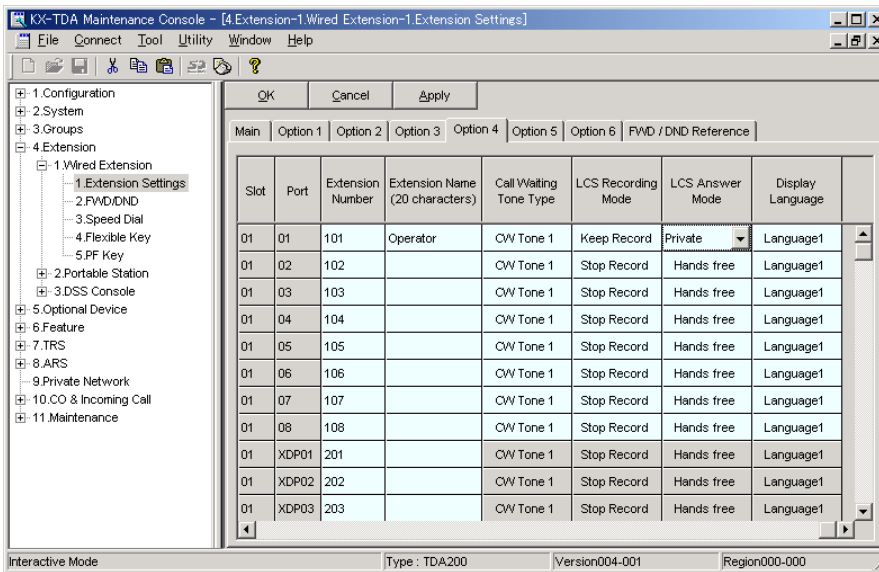 KX-TDA Maintenance Console - [4.Extension-1.Wired Extension-1.Extension Settings]
File Connect Tool Utility Window Help
1.Configuration
2.System
3.Groups
4.Extension
1.Wired Extension
1.Extension Settings
2.FWD/DND
3.Speed Dial
4.Flexible Key
5.PF Key
2.Portable Station
3.DSS Console
5.Optional Device
6.Feature
7.TRS
8.ARS
9.Private Network
10.CO & Incoming Call
11.Maintenance
OK Cancel Apply
Main Option 1 Option 2 Option 3 Option 4 Option 5 Option 6 FWD / DND Reference
Slot Port Extension Number Extension Name (20 characters) Call Waiting Tone Type LCS Recording Mode LCS Answer Mode Display Language
01 01 101 Operator CW Tone 1 Keep Record Private Language1
01 02 102 CW Tone 1 Stop Record Hands free Language1
01 03 103 CW Tone 1 Stop Record Hands free Language1
01 04 104 CW Tone 1 Stop Record Hands free Language1
01 05 105 CW Tone 1 Stop Record Hands free Language1
01 06 106 CW Tone 1 Stop Record Hands free Language1
01 07 107 CW Tone 1 Stop Record Hands free Language1
01 08 108 CW Tone 1 Stop Record Hands free Language1
01 XDP01 201 CW Tone 1 Stop Record Hands free Language1
01 XDP02 202 CW Tone 1 Stop Record Hands free Language1
01 XDP03 203 CW Tone 1 Stop Record Hands free Language1
Interactive Mode Type : TDA200 Version004-001 Region000-000